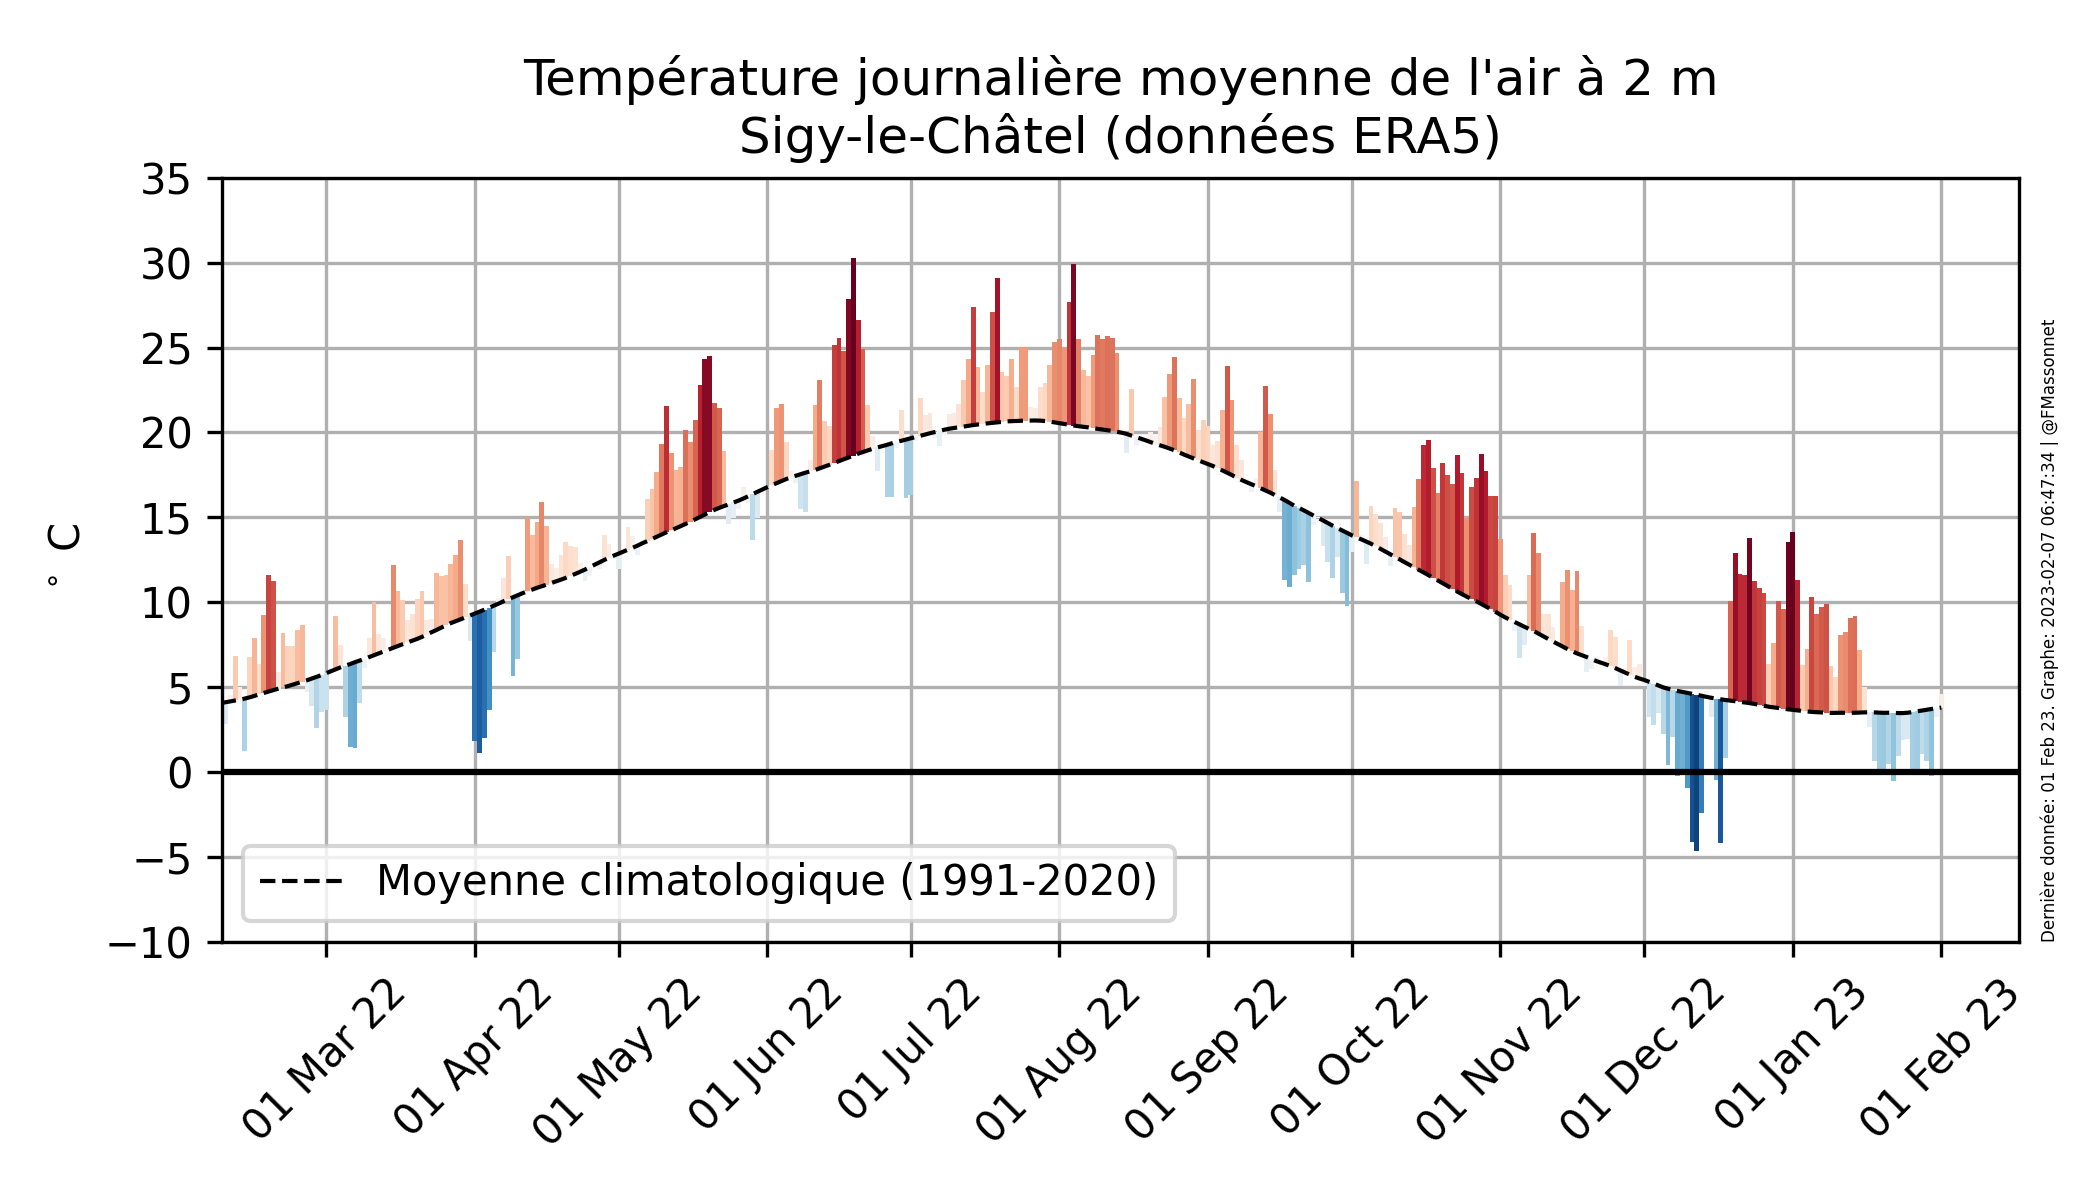 Température journalière moyenne de l'air à 2 m
Sigy-le-Châtel (données ERA5)
35
30
25
20
15
10
5
0
−5
−10
° C
Moyenne climatologique (1991-2020)
01 Mar 22
01 Apr 22
01 May 22
01 Jun 22
01 Jul 22
01 Aug 22
01 Sep 22
01 Oct 22
01 Nov 22
01 Dec 22
01 Jan 23
01 Feb 23
Dernière donnée: 01 Feb 23. Graphe: 2023-02-07 06:47:34 | @FMassonnet